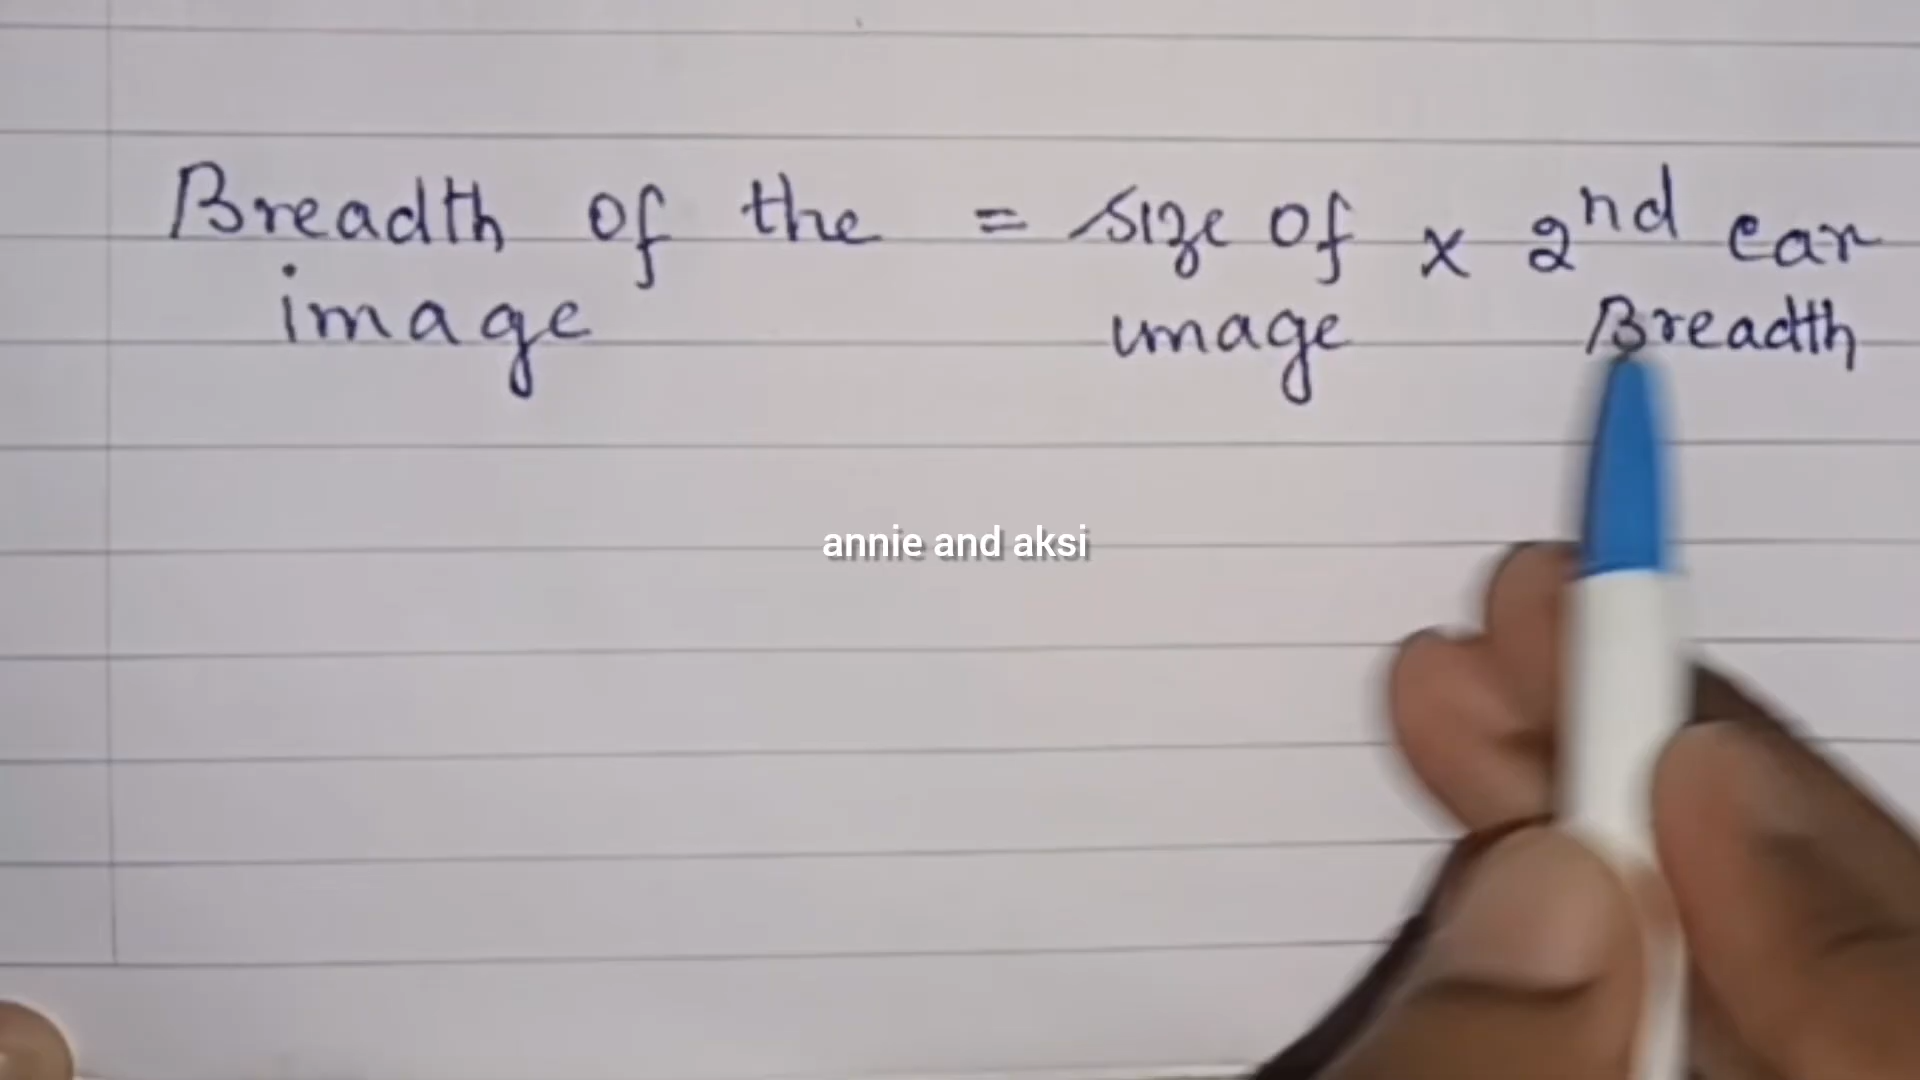 Breadth of the = size of x 2nd car
image image Breadth
annie and aksi